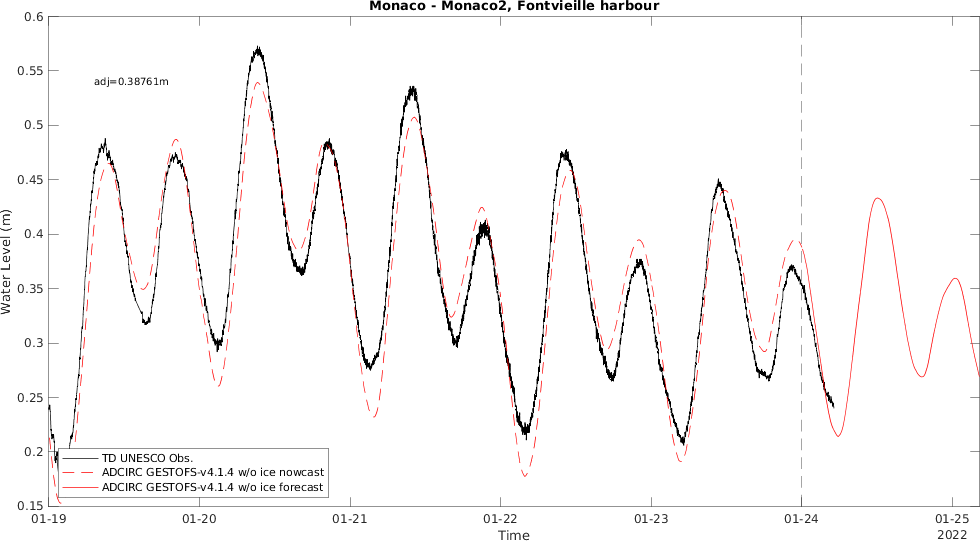 Monaco - Monaco2, Fontvieille harbour
adj=0.38761m
Water Level (m)
0.6
0.55
0.5
0.45
0.4
0.35
0.3
0.25
0.2
0.15
TD UNESCO Obs.
ADCIRC GESTOFS-v4.1.4 w/o ice nowcast
ADCIRC GESTOFS-v4.1.4 w/o ice forecast
01-19 01-20 01-21 01-22 01-23 01-24 01-25
Time 2022